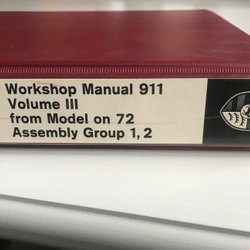 Workshop Manual 911
Volume III
from Model on 72
Assembly Group 1, 2